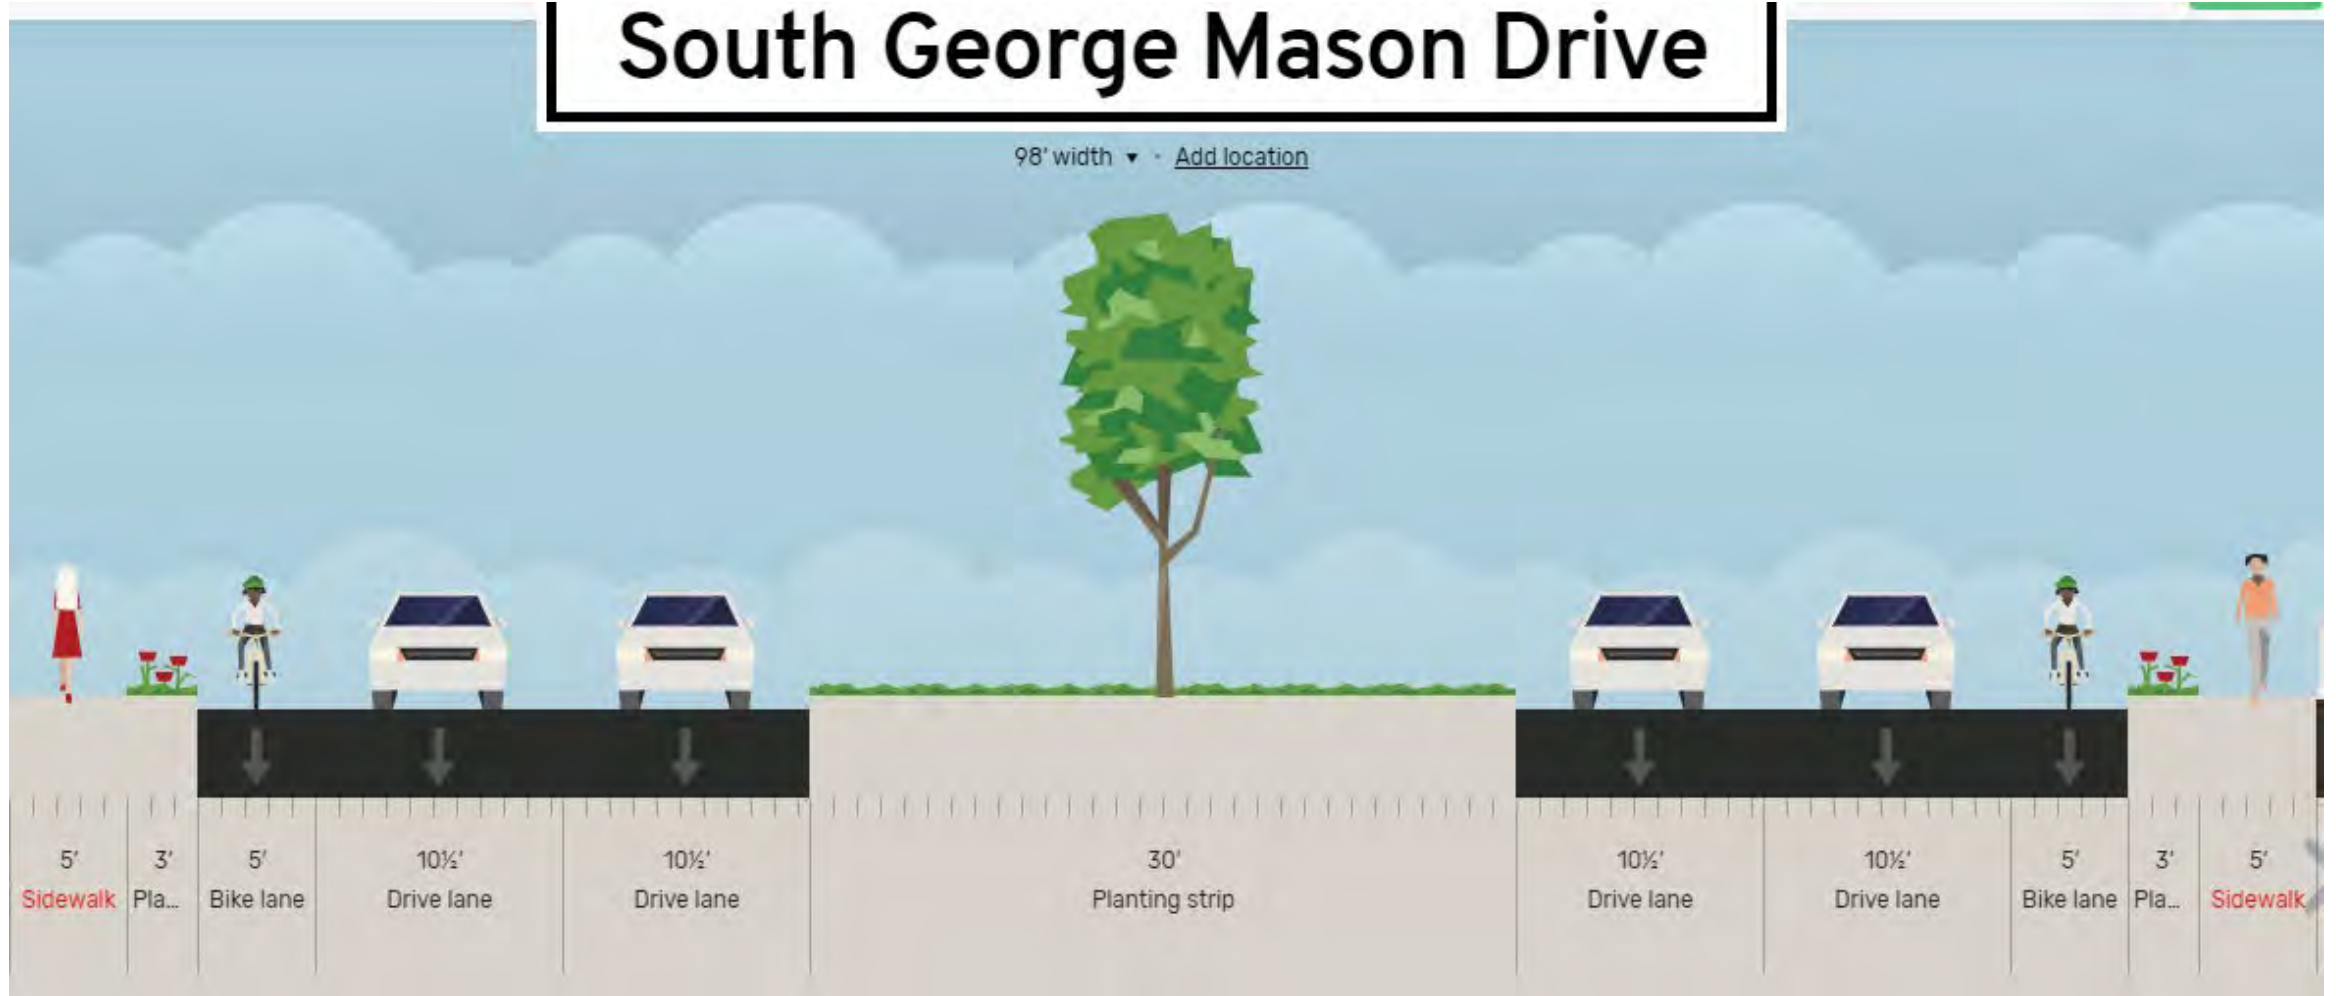 South George Mason Drive
98' width ▼ · Add location
5' 3' 5' 10½' 10½' 30' 10½' 10½' 5' 3' 5'
Sidewalk Pla... Bike lane Drive lane Drive lane Planting strip Drive lane Drive lane Bike lane Pla... Sidewalk